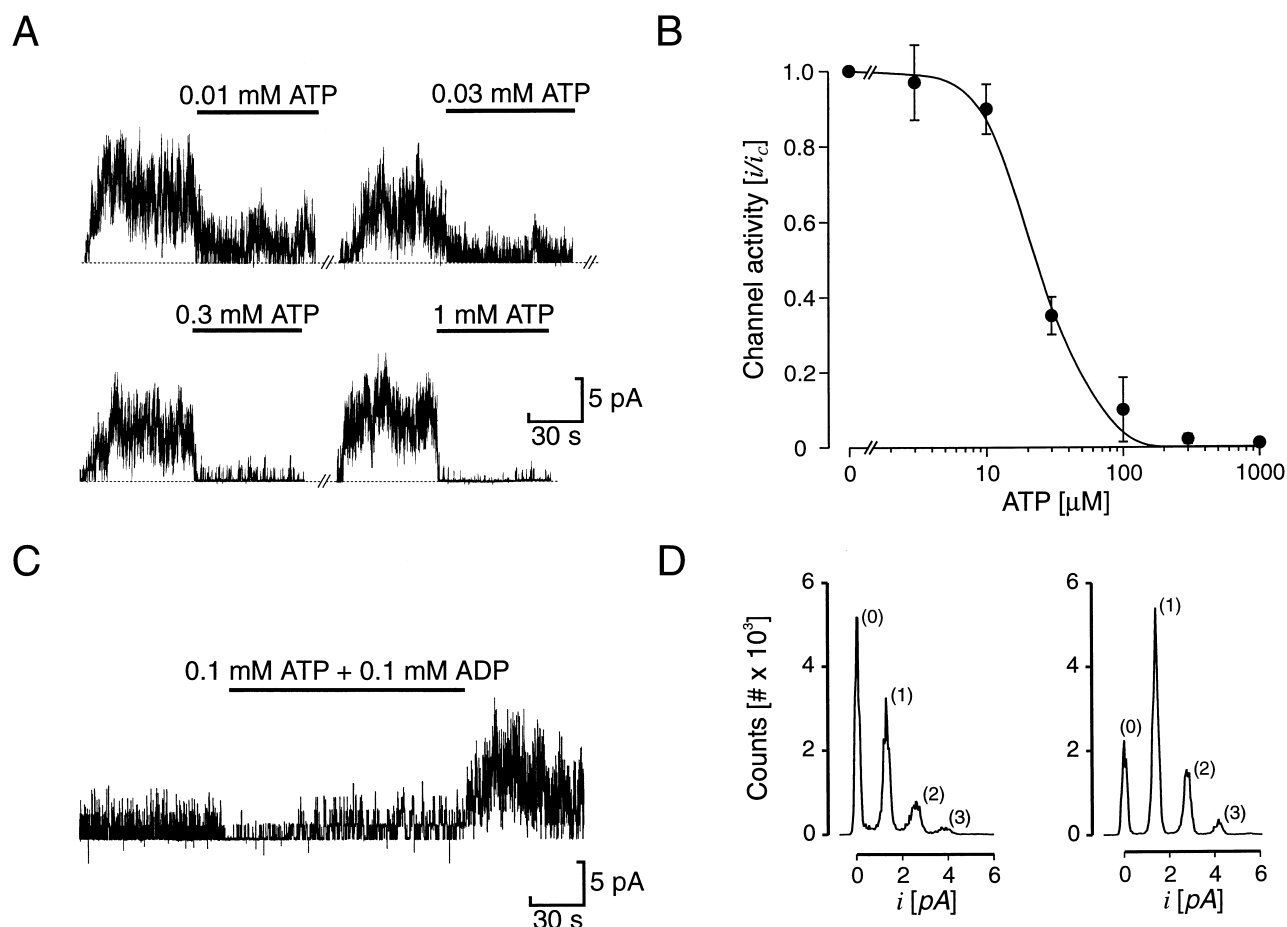 A
0.01 mM ATP
0.03 mM ATP
0.3 mM ATP
1 mM ATP
5 pA
30 s
B
Channel activity [i/ic]
1.0
0.8
0.6
0.4
0.2
0
0 10 100 1000
ATP [μM]
C
0.1 mM ATP + 0.1 mM ADP
5 pA
30 s
D
Counts [# x 10³]
6
4
2
0
(0)
(1)
(2)
(3)
0 2 4 6
i [pA]
6
4
2
0
(0)
(1)
(2)
(3)
0 2 4 6
i [pA]